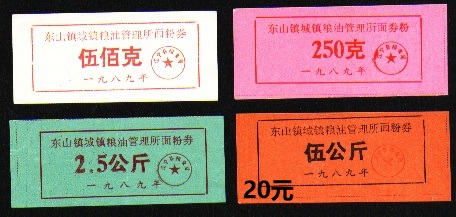 东山镇城镇粮油管理所面粉券
伍佰克
一九八九年
东山镇城镇粮油管理所面券粉
250克
一九八九年
东山镇城镇粮油管理所面粉券
2.5公斤
一九八九年
东山镇城镇粮油管理所面粉券
伍公斤
一九八九年
20元